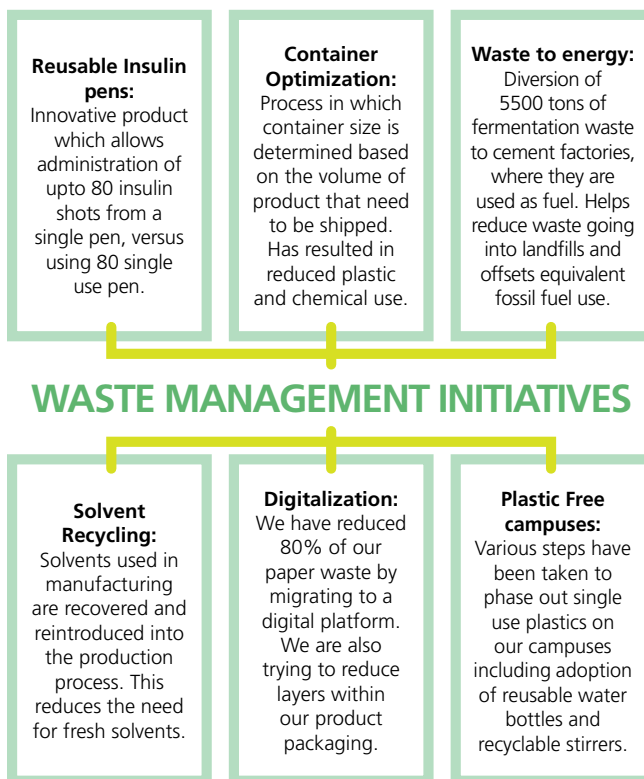 Reusable Insulin
pens:
Innovative product
which allows
administration of
upto 80 insulin
shots from a
single pen, versus
using 80 single
use pen.
Container
Optimization:
Process in which
container size is
determined based
on the volume of
product that need
to be shipped.
Has resulted in
reduced plastic
and chemical use.
Waste to energy:
Diversion of
5500 tons of
fermentation waste
to cement factories,
where they are
used as fuel. Helps
reduce waste going
into landfills and
offsets equivalent
fossil fuel use.
WASTE MANAGEMENT INITIATIVES
Solvent
Recycling:
Solvents used in
manufacturing
are recovered and
reintroduced into
the production
process. This
reduces the need
for fresh solvents.
Digitalization:
We have reduced
80% of our
paper waste by
migrating to a
digital platform.
We are also
trying to reduce
layers within
our product
packaging.
Plastic Free
campuses:
Various steps have
been taken to
phase out single
use plastics on
our campuses
including adoption
of reusable water
bottles and
recyclable stirrers.